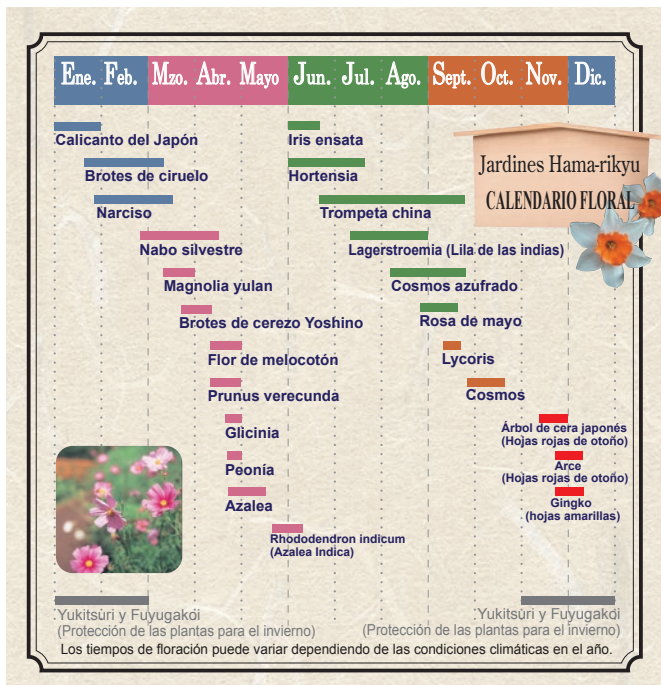 Ene. Feb. Mzo. Abr. Mayo Jun. Jul. Ago. Sept. Oct. Nov. Dic.
Jardines Hama-rikyu
CALENDARIO FLORAL
Calicanto del Japón
Brotes de ciruelo
Narciso
Nabo silvestre
Magnolia yulan
Brotes de cerezo Yoshino
Flor de melocotón
Prunus verecunda
Glicinia
Peonía
Azalea
Rhododendron indicum
(Azalea Indica)
Iris ensata
Hortensia
Trompeta china
Lagerstroemia (Lila de las indias)
Cosmos azufrado
Rosa de mayo
Lycoris
Cosmos
Árbol de cera japonés
(Hojas rojas de otoño)
Arce
(Hojas rojas de otoño)
Gingko
(hojas amarillas)
Yukitsuri y Fuyugakoi
(Protección de las plantas para el invierno)
Yukitsuri y Fuyugakoi
(Protección de las plantas para el invierno)
Los tiempos de floración puede variar dependiendo de las condiciones climáticas en el año.